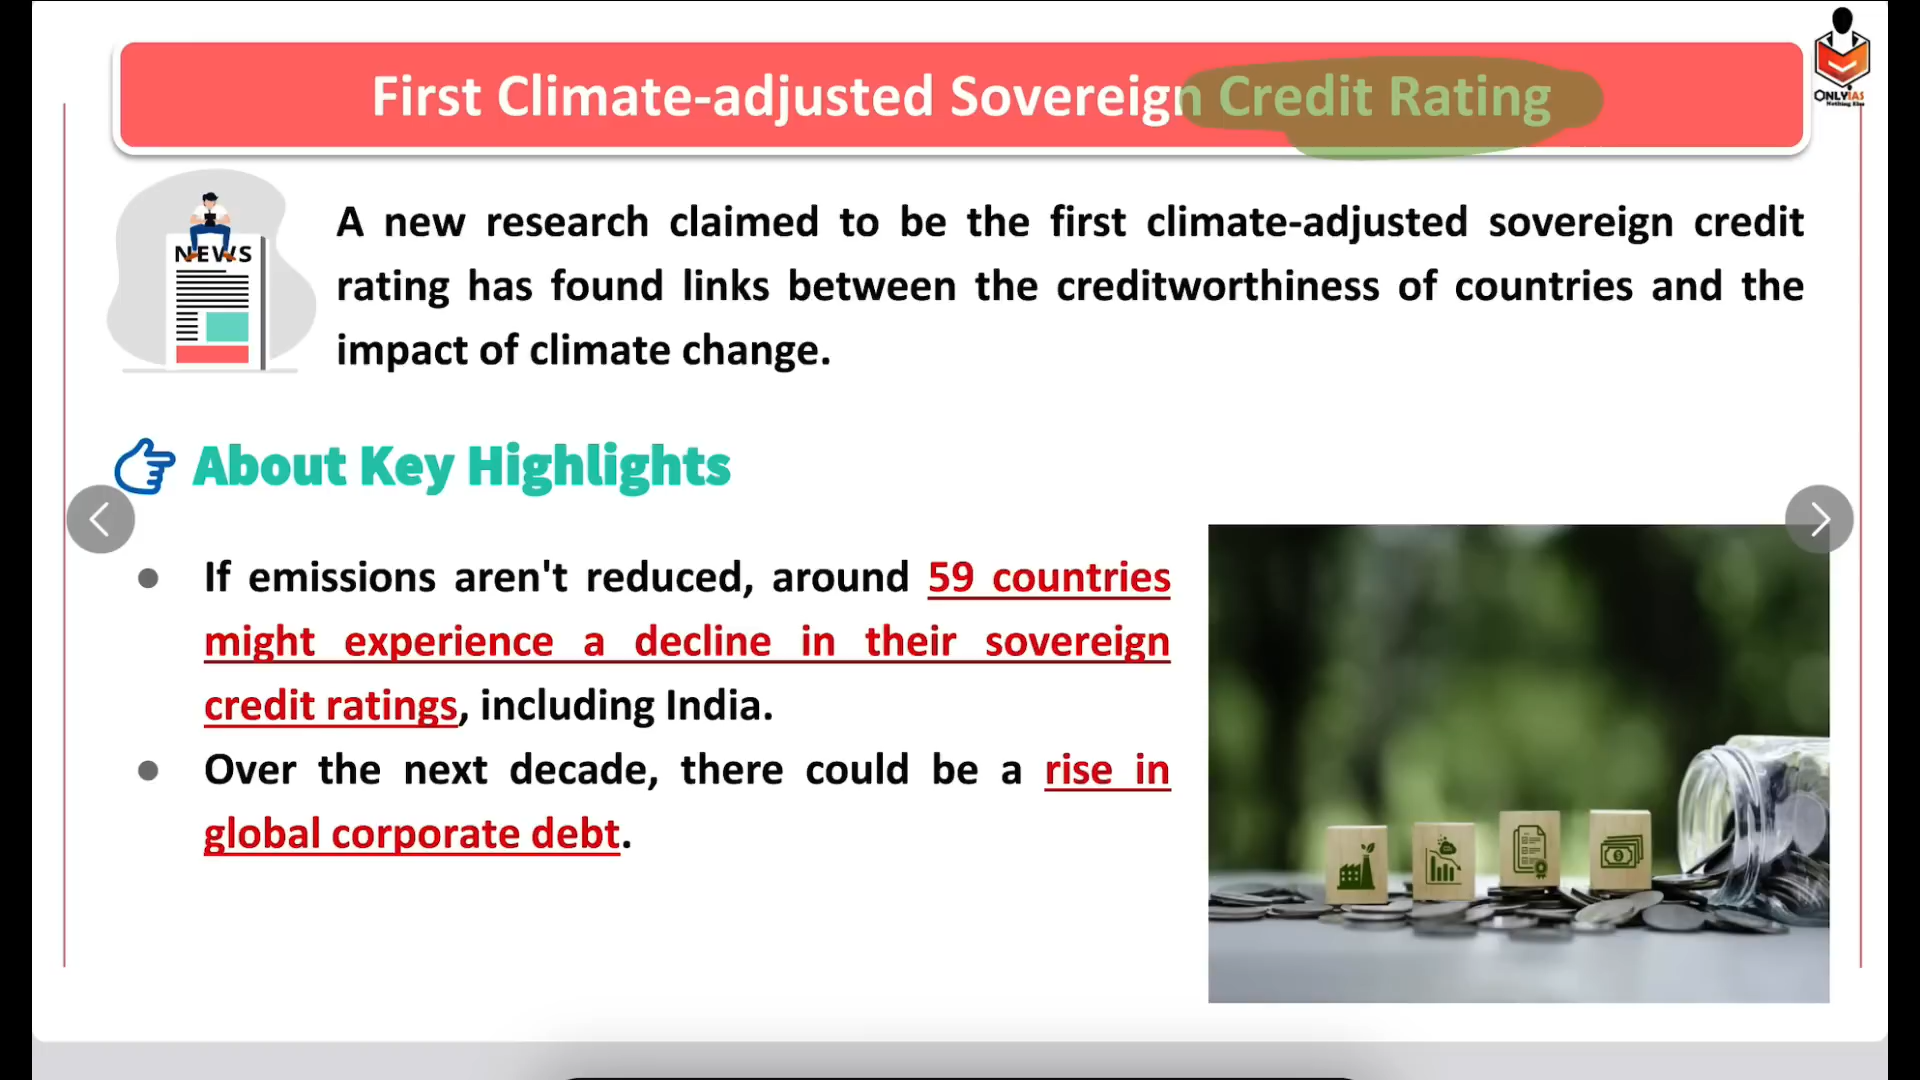 First Climate-adjusted Sovereign Credit Rating
ONLYIAS
Nothing Else
NEWS
A new research claimed to be the first climate-adjusted sovereign credit
rating has found links between the creditworthiness of countries and the
impact of climate change.
About Key Highlights
If emissions aren't reduced, around 59 countries
might experience a decline in their sovereign
credit ratings, including India.
Over the next decade, there could be a rise in
global corporate debt.